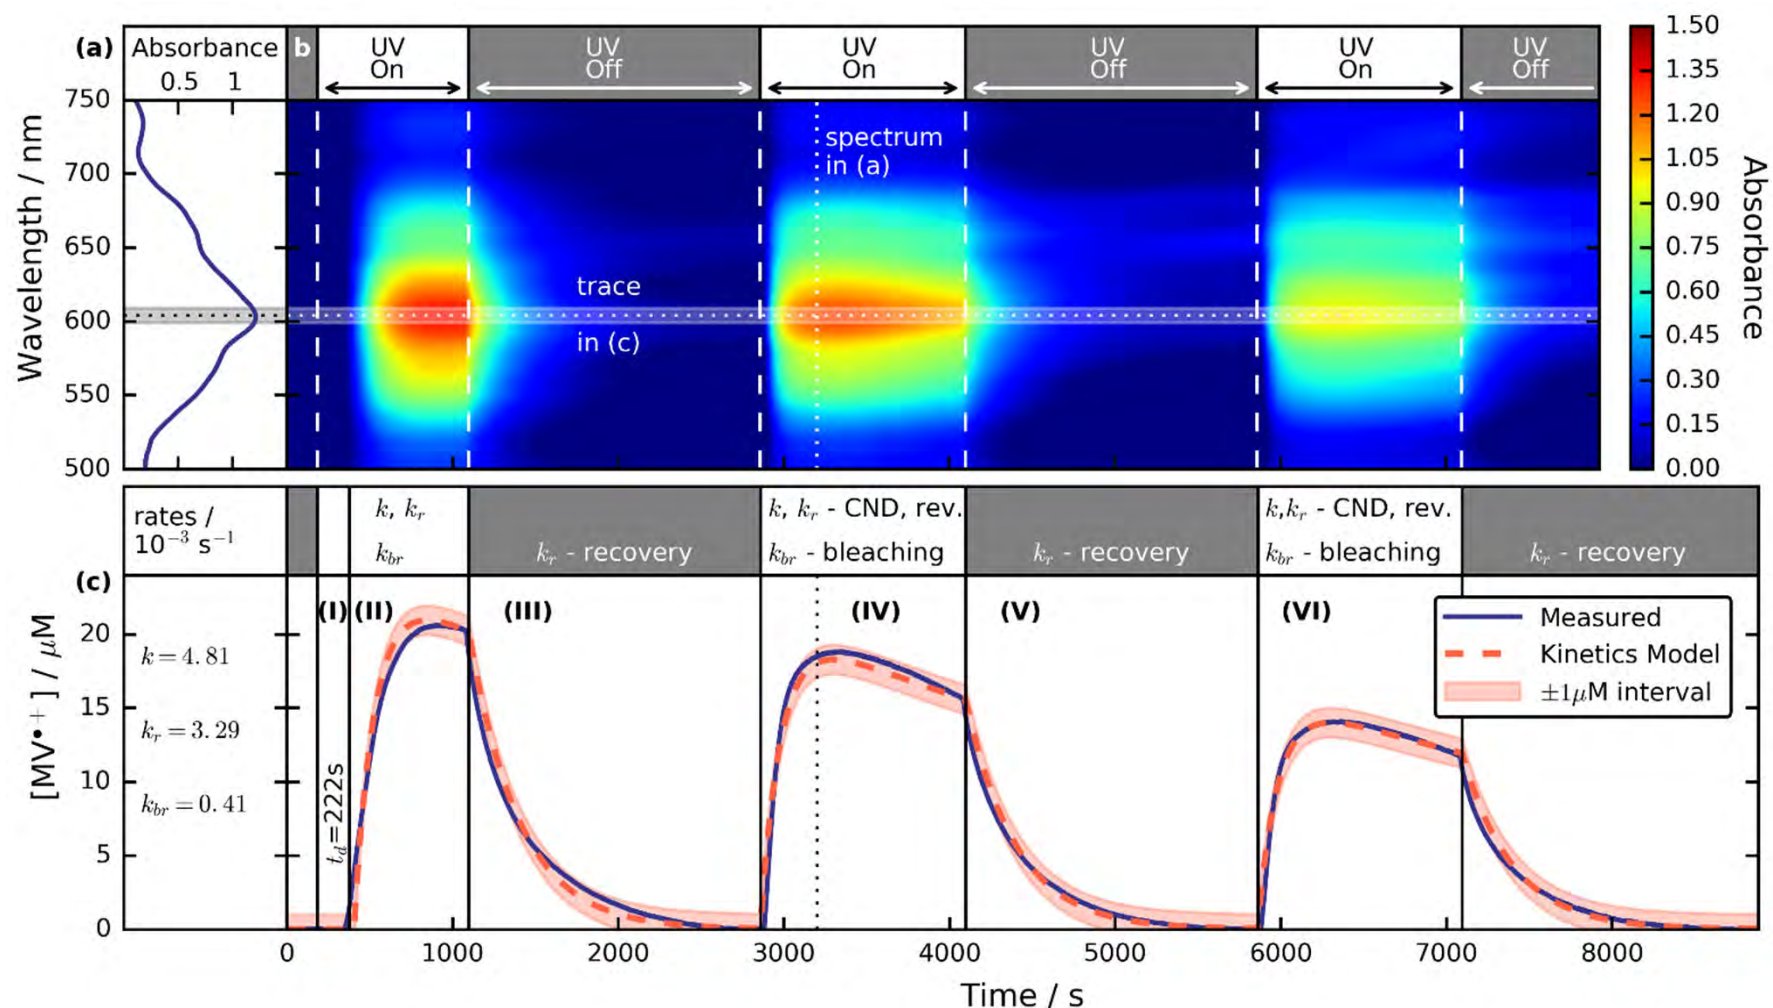 (a)
Absorbance
0.5 1
b
UV
On
UV
Off
UV
On
UV
Off
UV
On
UV
Off
750
700
650
600
550
500
Wavelength / nm
spectrum
in (a)
trace
in (c)
1.50
1.35
1.20
1.05
0.90
0.75
0.60
0.45
0.30
0.15
0.00
Absorbance
rates /
10⁻³ s⁻¹
k, kᵣ
k_br
kᵣ - recovery
k, kᵣ - CND, rev.
k_br - bleaching
kᵣ - recovery
k,kᵣ - CND, rev.
k_br - bleaching
kᵣ - recovery
(c)
(I) (II) (III) (IV) (V) (VI)
k = 4.81
kᵣ = 3.29
k_br = 0.41
t_d=222s
Measured
Kinetics Model
±1μM interval
20
15
10
5
0
[MV•⁺] / μM
0 1000 2000 3000 4000 5000 6000 7000 8000
Time / s